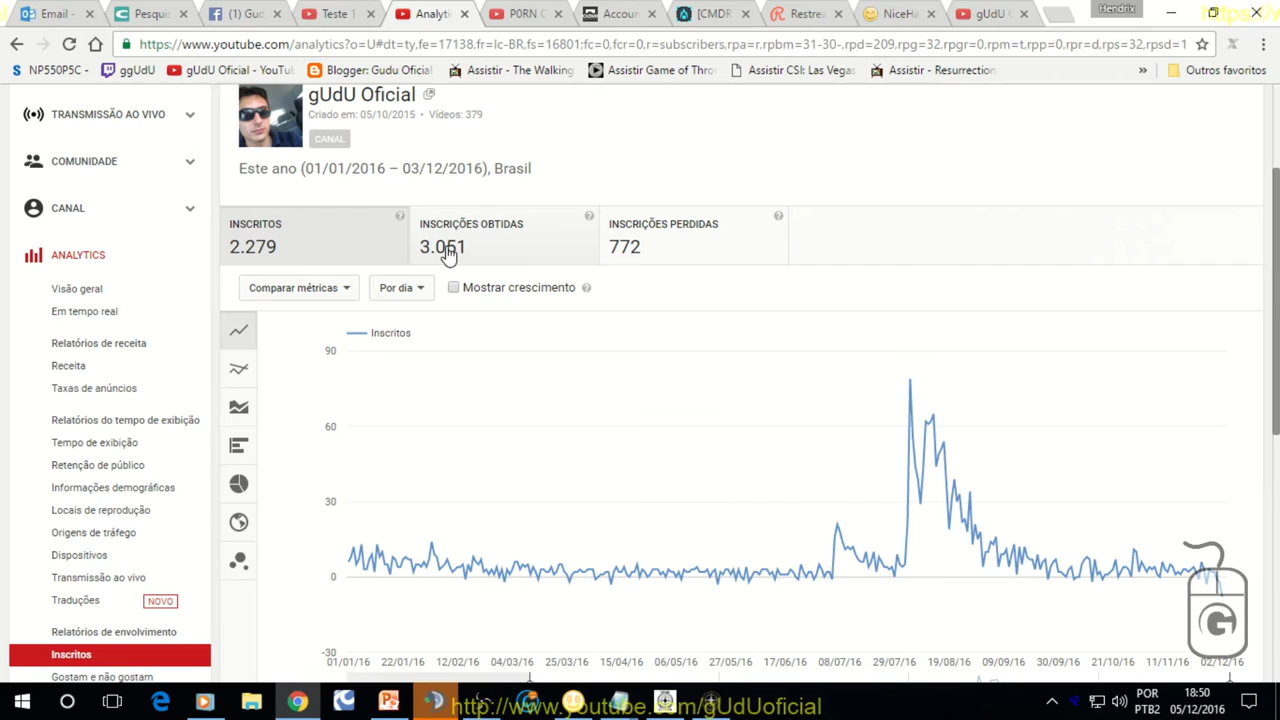 Email -
Pesqui
(1) Gud
Teste 1
Analyti
P0RN C
Accoun
[CMDR
Restrea
NiceHa
gUdU O
Hendrix
https://www.youtube.com/analytics?o=U#dt=ty,fe=17138,fr=lc-BR,fs=16801;fc=0,fcr=0,r=subscribers,rpa=r,rpbm=31-30-,rpd=209,rpg=32,rpgr=0,rpm=t,rpp=0,rpr=d,rps=32,rpsd=1
NP550P5C -
ggUdU
gUdU Oficial - YouTu
Blogger: Gudu Oficial
Assistir - The Walking
Assistir Game of Thro
Assistir CSI: Las Vegas
Assistir - Resurrection
»
Outros favoritos
TRANSMISSÃO AO VIVO
COMUNIDADE
CANAL
ANALYTICS
Visão geral
Em tempo real
Relatórios de receita
Receita
Taxas de anúncios
Relatórios do tempo de exibição
Tempo de exibição
Retenção de público
Informações demográficas
Locais de reprodução
Origens de tráfego
Dispositivos
Transmissão ao vivo
Traduções NOVO
Relatórios de envolvimento
Inscritos
Gostam e não gostam
gUdU Oficial
Criado em: 05/10/2015 • Vídeos: 379
CANAL
Este ano (01/01/2016 – 03/12/2016), Brasil
INSCRITOS
2.279
INSCRIÇÕES OBTIDAS
3.051
INSCRIÇÕES PERDIDAS
772
Comparar métricas
Por dia
Mostrar crescimento
Inscritos
90
60
30
0
-30
01/01/16 22/01/16 12/02/16 04/03/16 25/03/16 15/04/16 06/05/16 27/05/16 17/06/16 08/07/16 29/07/16 19/08/16 09/09/16 30/09/16 21/10/16 11/11/16 02/12/16
G
http://www.youtube.com/gUdUoficial
POR
PTB2
18:50
05/12/2016